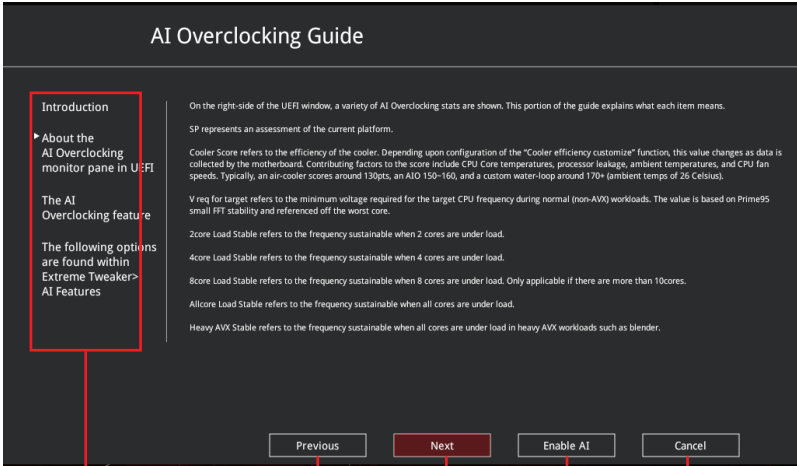 AI Overclocking Guide
Introduction
About the
AI Overclocking
monitor pane in UEFI
The AI
Overclocking feature
The following options
are found within
Extreme Tweaker>
AI Features
On the right-side of the UEFI window, a variety of AI Overclocking stats are shown. This portion of the guide explains what each item means.
SP represents an assessment of the current platform.
Cooler Score refers to the efficiency of the cooler. Depending upon configuration of the “Cooler efficiency customize” function, this value changes as data is
collected by the motherboard. Contributing factors to the score include CPU Core temperatures, processor leakage, ambient temperatures, and CPU fan
speeds. Typically, an air-cooler scores around 130pts, an AIO 150~160, and a custom water-loop around 170+ (ambient temps of 26 Celsius).
V req for target refers to the minimum voltage required for the target CPU frequency during normal (non-AVX) workloads. The value is based on Prime95
small FFT stability and referenced off the worst core.
2core Load Stable refers to the frequency sustainable when 2 cores are under load.
4core Load Stable refers to the frequency sustainable when 4 cores are under load.
8core Load Stable refers to the frequency sustainable when 8 cores are under load. Only applicable if there are more than 10cores.
Allcore Load Stable refers to the frequency sustainable when all cores are under load.
Heavy AVX Stable refers to the frequency sustainable when all cores are under load in heavy AVX workloads such as blender.
Previous
Next
Enable AI
Cancel